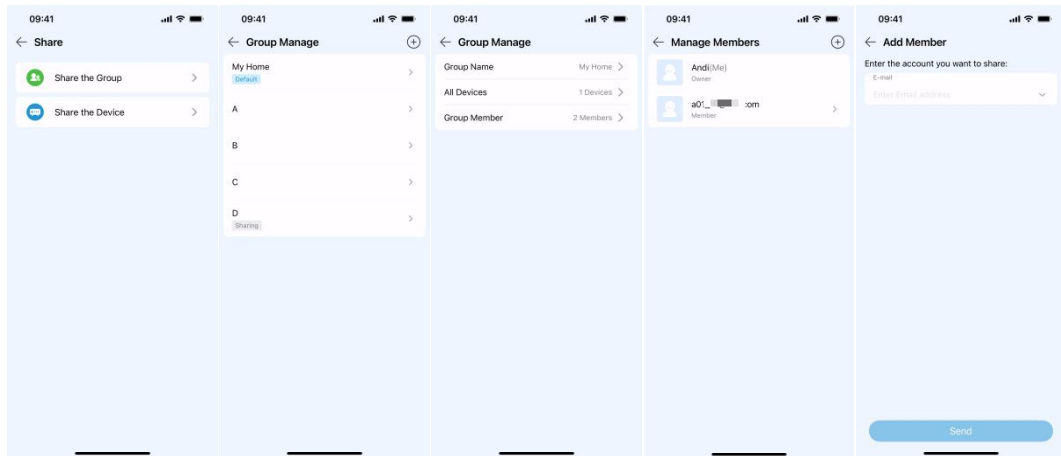 09:41
Share
Share the Group
Share the Device
09:41
Group Manage
My Home
Default
A
B
C
D
Sharing
09:41
Group Manage
Group Name My Home
All Devices 1 Devices
Group Member 2 Members
09:41
Manage Members
Andi(Me)
Owner
a01_ :om
Member
09:41
Add Member
Enter the account you want to share:
E-mail
Enter Email address
Send